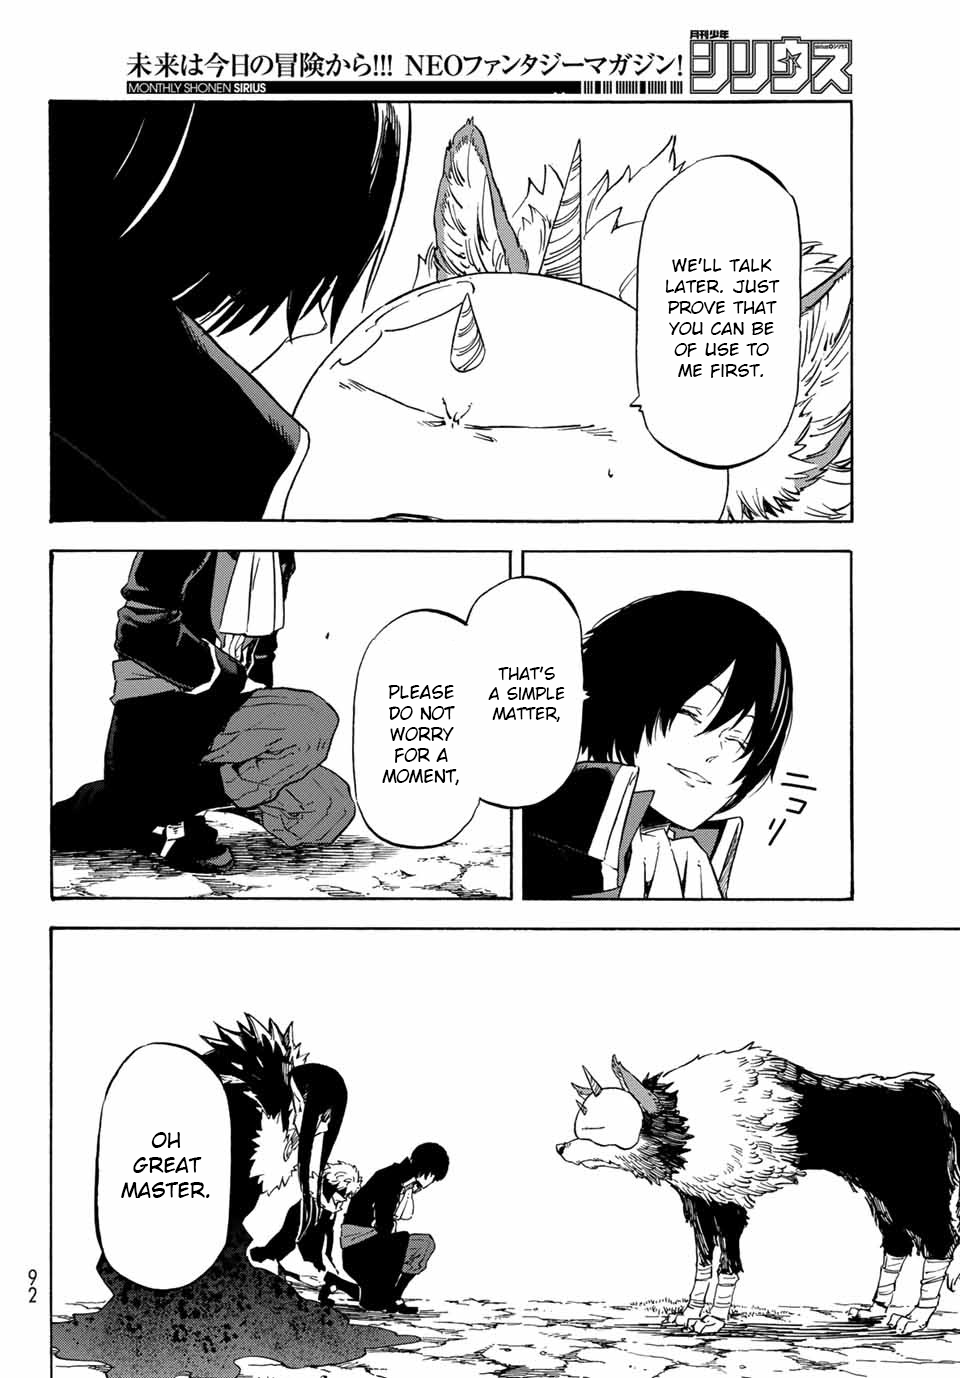 未来は今日の冒険から!!! NEOファンタジーマガジン!
月刊少年
シリウス
MONTHLY SHONEN SIRIUS
WE'LL TALK
LATER. JUST
PROVE THAT
YOU CAN BE
OF USE TO
ME FIRST.
THAT'S
A SIMPLE
MATTER,
PLEASE
DO NOT
WORRY
FOR A
MOMENT,
ニコリ
OH
GREAT
MASTER.
92